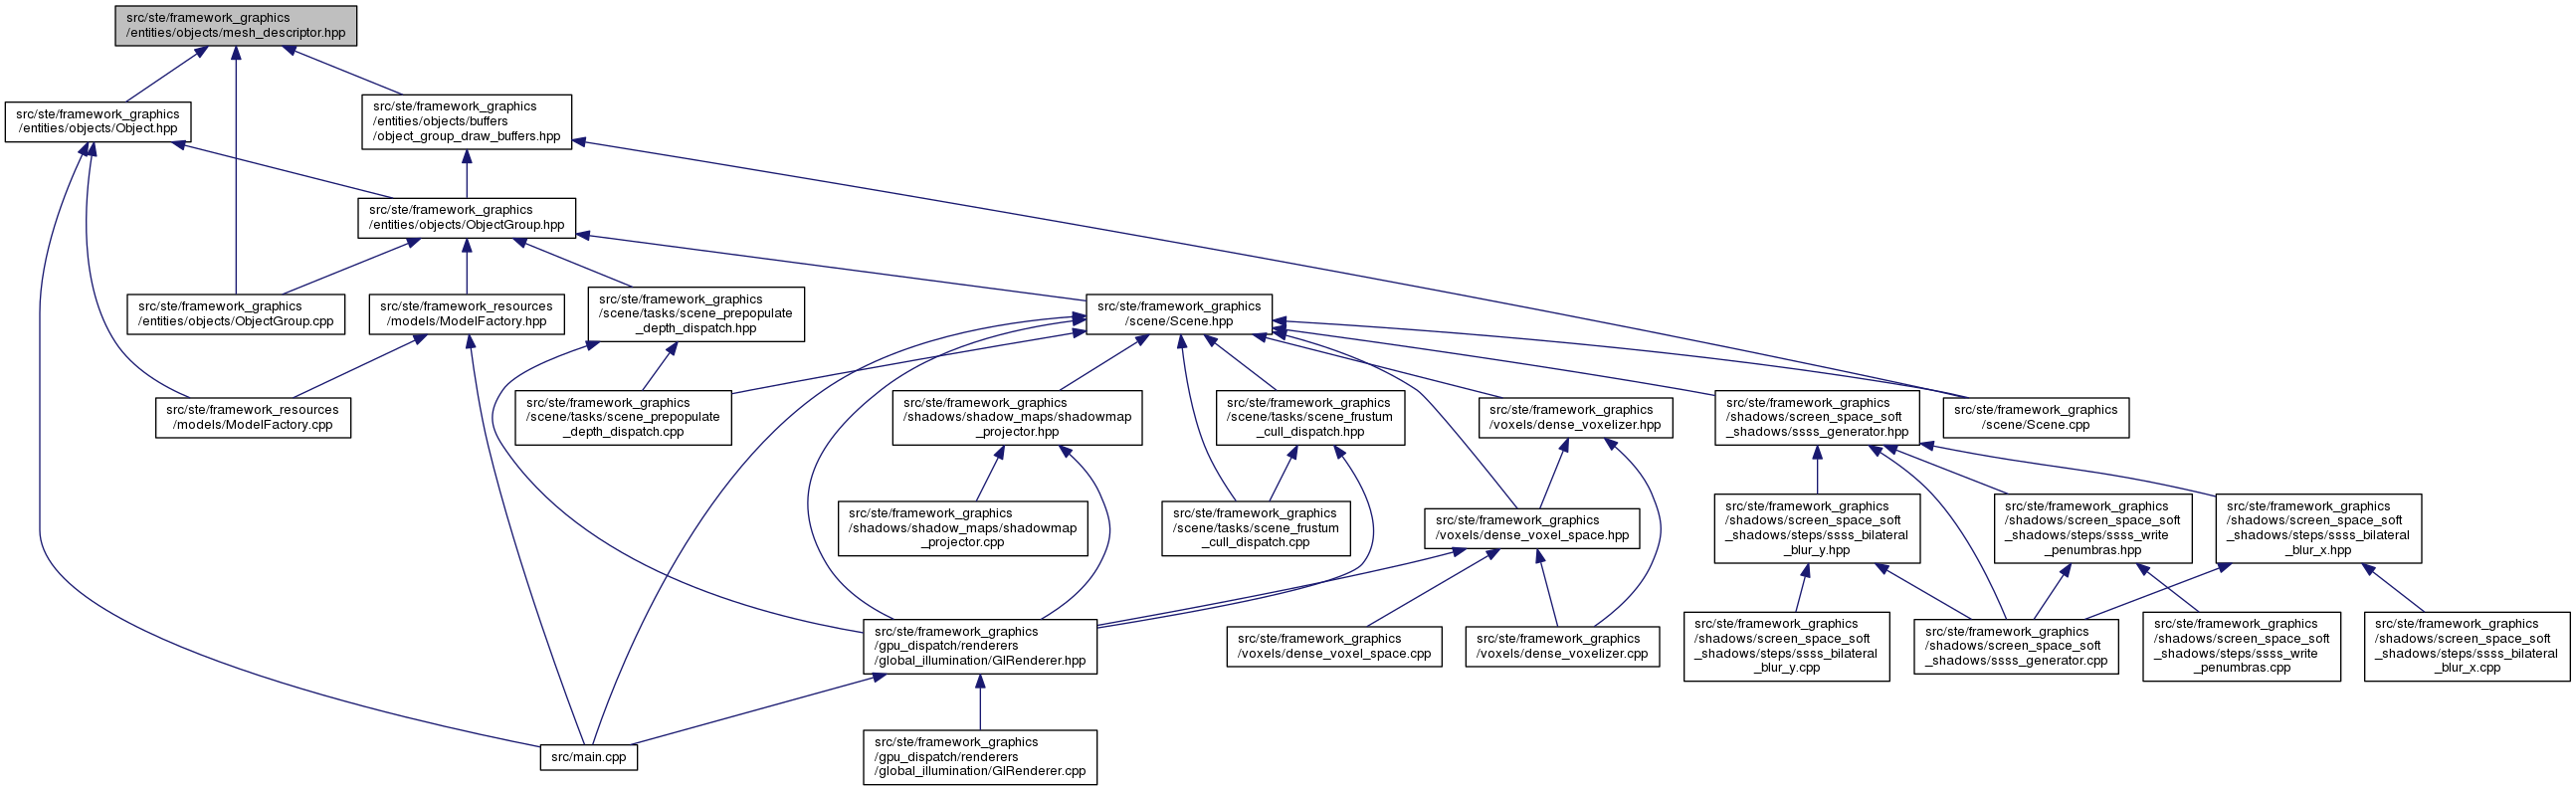 src/ste/framework_graphics
/entities/objects/mesh_descriptor.hpp
src/ste/framework_graphics
/entities/objects/Object.hpp
src/ste/framework_graphics
/entities/objects/buffers
/object_group_draw_buffers.hpp
src/ste/framework_graphics
/entities/objects/ObjectGroup.hpp
src/ste/framework_graphics
/entities/objects/ObjectGroup.cpp
src/ste/framework_resources
/models/ModelFactory.hpp
src/ste/framework_graphics
/scene/tasks/scene_prepopulate
_depth_dispatch.hpp
src/ste/framework_graphics
/scene/Scene.hpp
src/ste/framework_resources
/models/ModelFactory.cpp
src/ste/framework_graphics
/scene/tasks/scene_prepopulate
_depth_dispatch.cpp
src/ste/framework_graphics
/shadows/shadow_maps/shadowmap
_projector.hpp
src/ste/framework_graphics
/scene/tasks/scene_frustum
_cull_dispatch.hpp
src/ste/framework_graphics
/voxels/dense_voxelizer.hpp
src/ste/framework_graphics
/shadows/screen_space_soft
_shadows/ssss_generator.hpp
src/ste/framework_graphics
/scene/Scene.cpp
src/ste/framework_graphics
/shadows/shadow_maps/shadowmap
_projector.cpp
src/ste/framework_graphics
/scene/tasks/scene_frustum
_cull_dispatch.cpp
src/ste/framework_graphics
/voxels/dense_voxel_space.hpp
src/ste/framework_graphics
/shadows/screen_space_soft
_shadows/steps/ssss_bilateral
_blur_y.hpp
src/ste/framework_graphics
/shadows/screen_space_soft
_shadows/steps/ssss_write
_penumbras.hpp
src/ste/framework_graphics
/shadows/screen_space_soft
_shadows/steps/ssss_bilateral
_blur_x.hpp
src/ste/framework_graphics
/gpu_dispatch/renderers
/global_illumination/GIRenderer.hpp
src/ste/framework_graphics
/voxels/dense_voxel_space.cpp
src/ste/framework_graphics
/voxels/dense_voxelizer.cpp
src/ste/framework_graphics
/shadows/screen_space_soft
_shadows/steps/ssss_bilateral
_blur_y.cpp
src/ste/framework_graphics
/shadows/screen_space_soft
_shadows/ssss_generator.cpp
src/ste/framework_graphics
/shadows/screen_space_soft
_shadows/steps/ssss_write
_penumbras.cpp
src/ste/framework_graphics
/shadows/screen_space_soft
_shadows/steps/ssss_bilateral
_blur_x.cpp
src/main.cpp
src/ste/framework_graphics
/gpu_dispatch/renderers
/global_illumination/GIRenderer.cpp